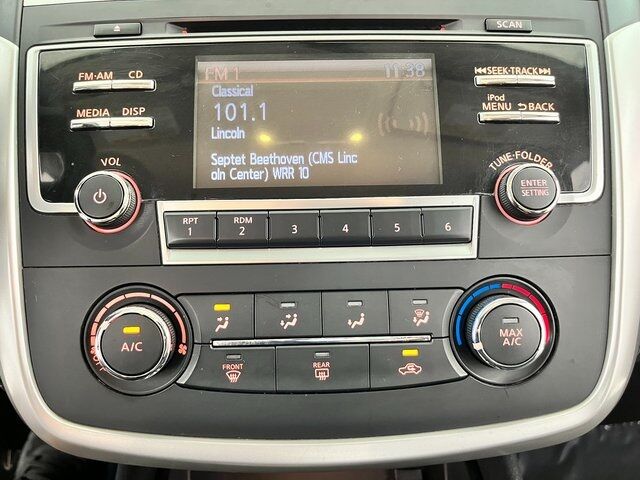 SCAN
FM·AM CD
MEDIA DISP
VOL
FM 1 11:38
Classical
101.1
Lincoln
Septet Beethoven (CMS Linc
oln Center) WRR 10
SEEK·TRACK
iPod
MENU BACK
TUNE·FOLDER
ENTER
SETTING
RPT
1
RDM
2
3
4
5
6
A/C
FRONT
REAR
MAX
A/C